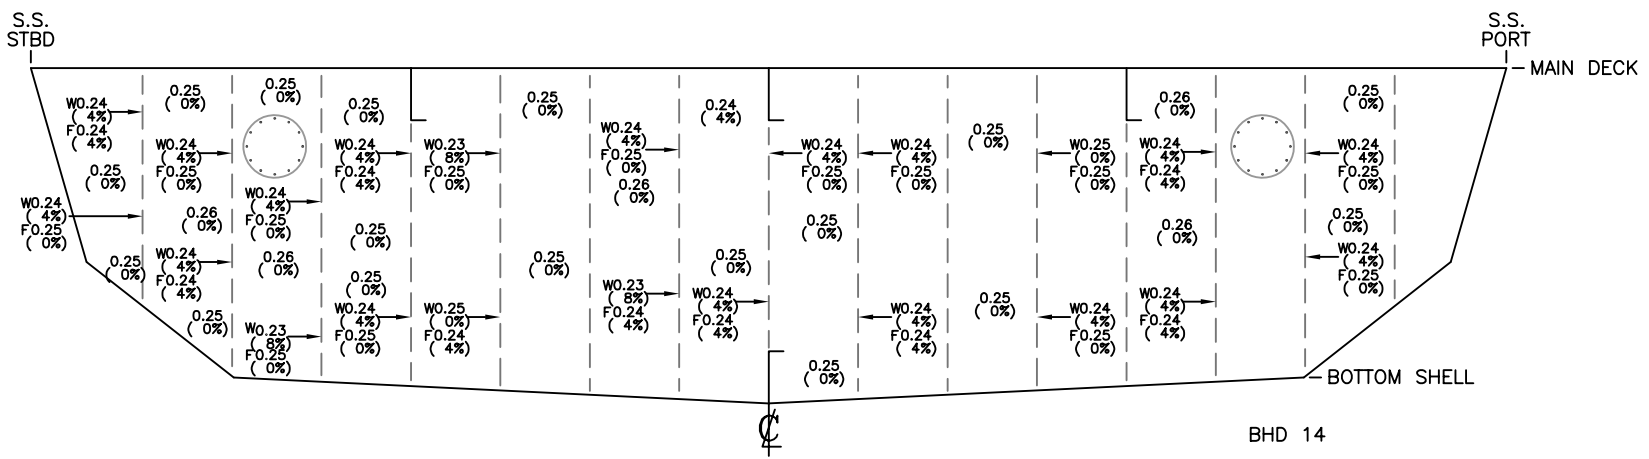 S.S.
STBD
S.S.
PORT
MAIN DECK
W0.24
( 4%)
F0.24
( 4%)
0.25
( 0%)
W0.24
( 4%)
F0.25
( 0%)
0.25
( 0%)
0.25
( 0%)
W0.24
( 4%)
F0.25
( 0%)
0.26
( 0%)
W0.24
( 4%)
F0.24
( 4%)
0.25
( 0%)
0.25
( 0%)
W0.24
( 4%)
F0.25
( 0%)
0.26
( 0%)
W0.23
( 8%)
F0.25
( 0%)
0.25
( 0%)
W0.24
( 4%)
F0.24
( 4%)
0.25
( 0%)
0.25
( 0%)
W0.24
( 4%)
F0.25
( 0%)
W0.23
( 8%)
F0.25
( 0%)
W0.25
( 0%)
F0.24
( 4%)
0.25
( 0%)
0.25
( 0%)
W0.24
( 4%)
F0.25
( 0%)
0.26
( 0%)
W0.23
( 8%)
F0.24
( 4%)
0.24
( 4%)
0.25
( 0%)
W0.24
( 4%)
F0.24
( 4%)
W0.24
( 4%)
F0.25
( 0%)
0.25
( 0%)
0.25
( 0%)
W0.24
( 4%)
F0.25
( 0%)
W0.24
( 4%)
F0.24
( 4%)
0.25
( 0%)
0.25
( 0%)
W0.25
( 0%)
F0.25
( 0%)
W0.24
( 4%)
F0.25
( 0%)
0.26
( 0%)
W0.24
( 4%)
F0.24
( 4%)
0.26
( 0%)
W0.24
( 4%)
F0.24
( 4%)
0.25
( 0%)
W0.24
( 4%)
F0.25
( 0%)
0.25
( 0%)
W0.24
( 4%)
F0.25
( 0%)
BOTTOM SHELL
℄
BHD 14